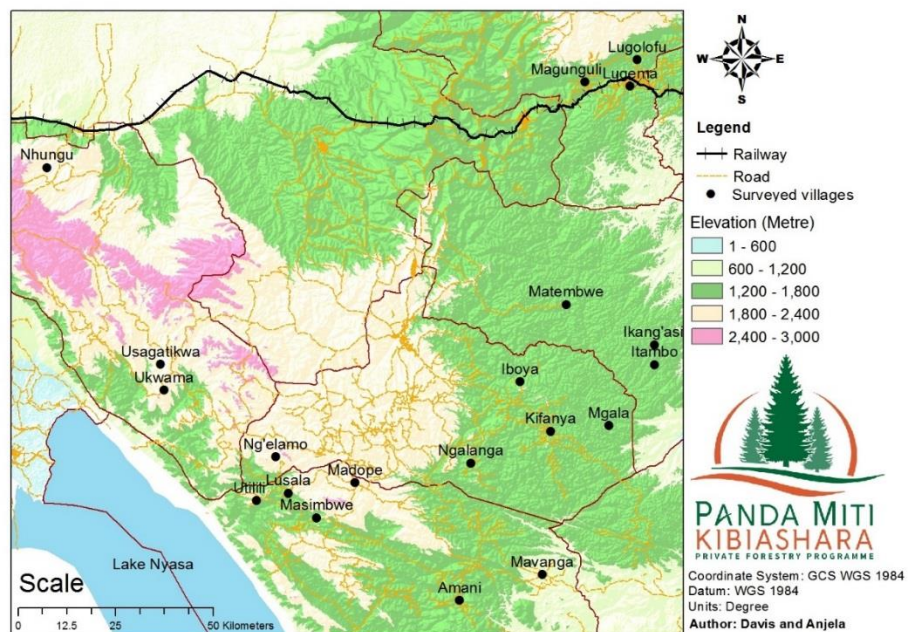 Lugolofu
Magunguli
Lugema
Nhungu
Matembwe
Ikang'asi
Itambo
Usagatikwa
Ukwama
Iboya
Kifanya
Mgala
Ng'elamo
Ngalanga
Madope
Lusala
Utilili
Masimbwe
Mavanga
Amani
Lake Nyasa
Scale
0 12.5 25 50 Kilometers
N
W E
S
Legend
Railway
Road
Surveyed villages
Elevation (Metre)
1 - 600
600 - 1,200
1,200 - 1,800
1,800 - 2,400
2,400 - 3,000
PANDA MITI
KIBIASHARA
PRIVATE FORESTRY PROGRAMME
Coordinate System: GCS WGS 1984
Datum: WGS 1984
Units: Degree
Author: Davis and Anjela